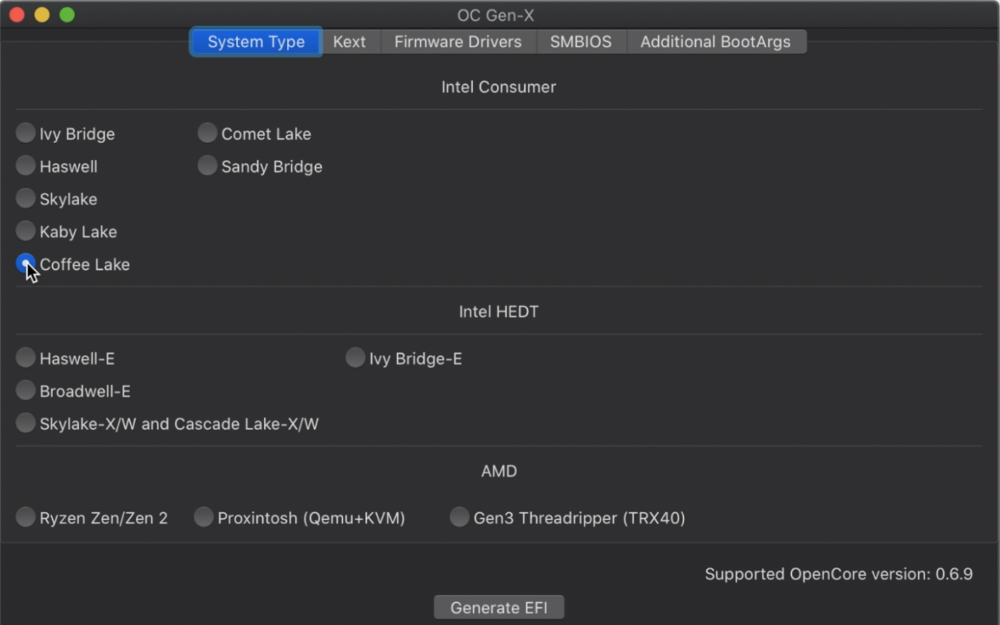 OC Gen-X
System Type Kext Firmware Drivers SMBIOS Additional BootArgs
Intel Consumer
Ivy Bridge Comet Lake
Haswell Sandy Bridge
Skylake
Kaby Lake
Coffee Lake
Intel HEDT
Haswell-E Ivy Bridge-E
Broadwell-E
Skylake-X/W and Cascade Lake-X/W
AMD
Ryzen Zen/Zen 2 Proxintosh (Qemu+KVM) Gen3 Threadripper (TRX40)
Supported OpenCore version: 0.6.9
Generate EFI